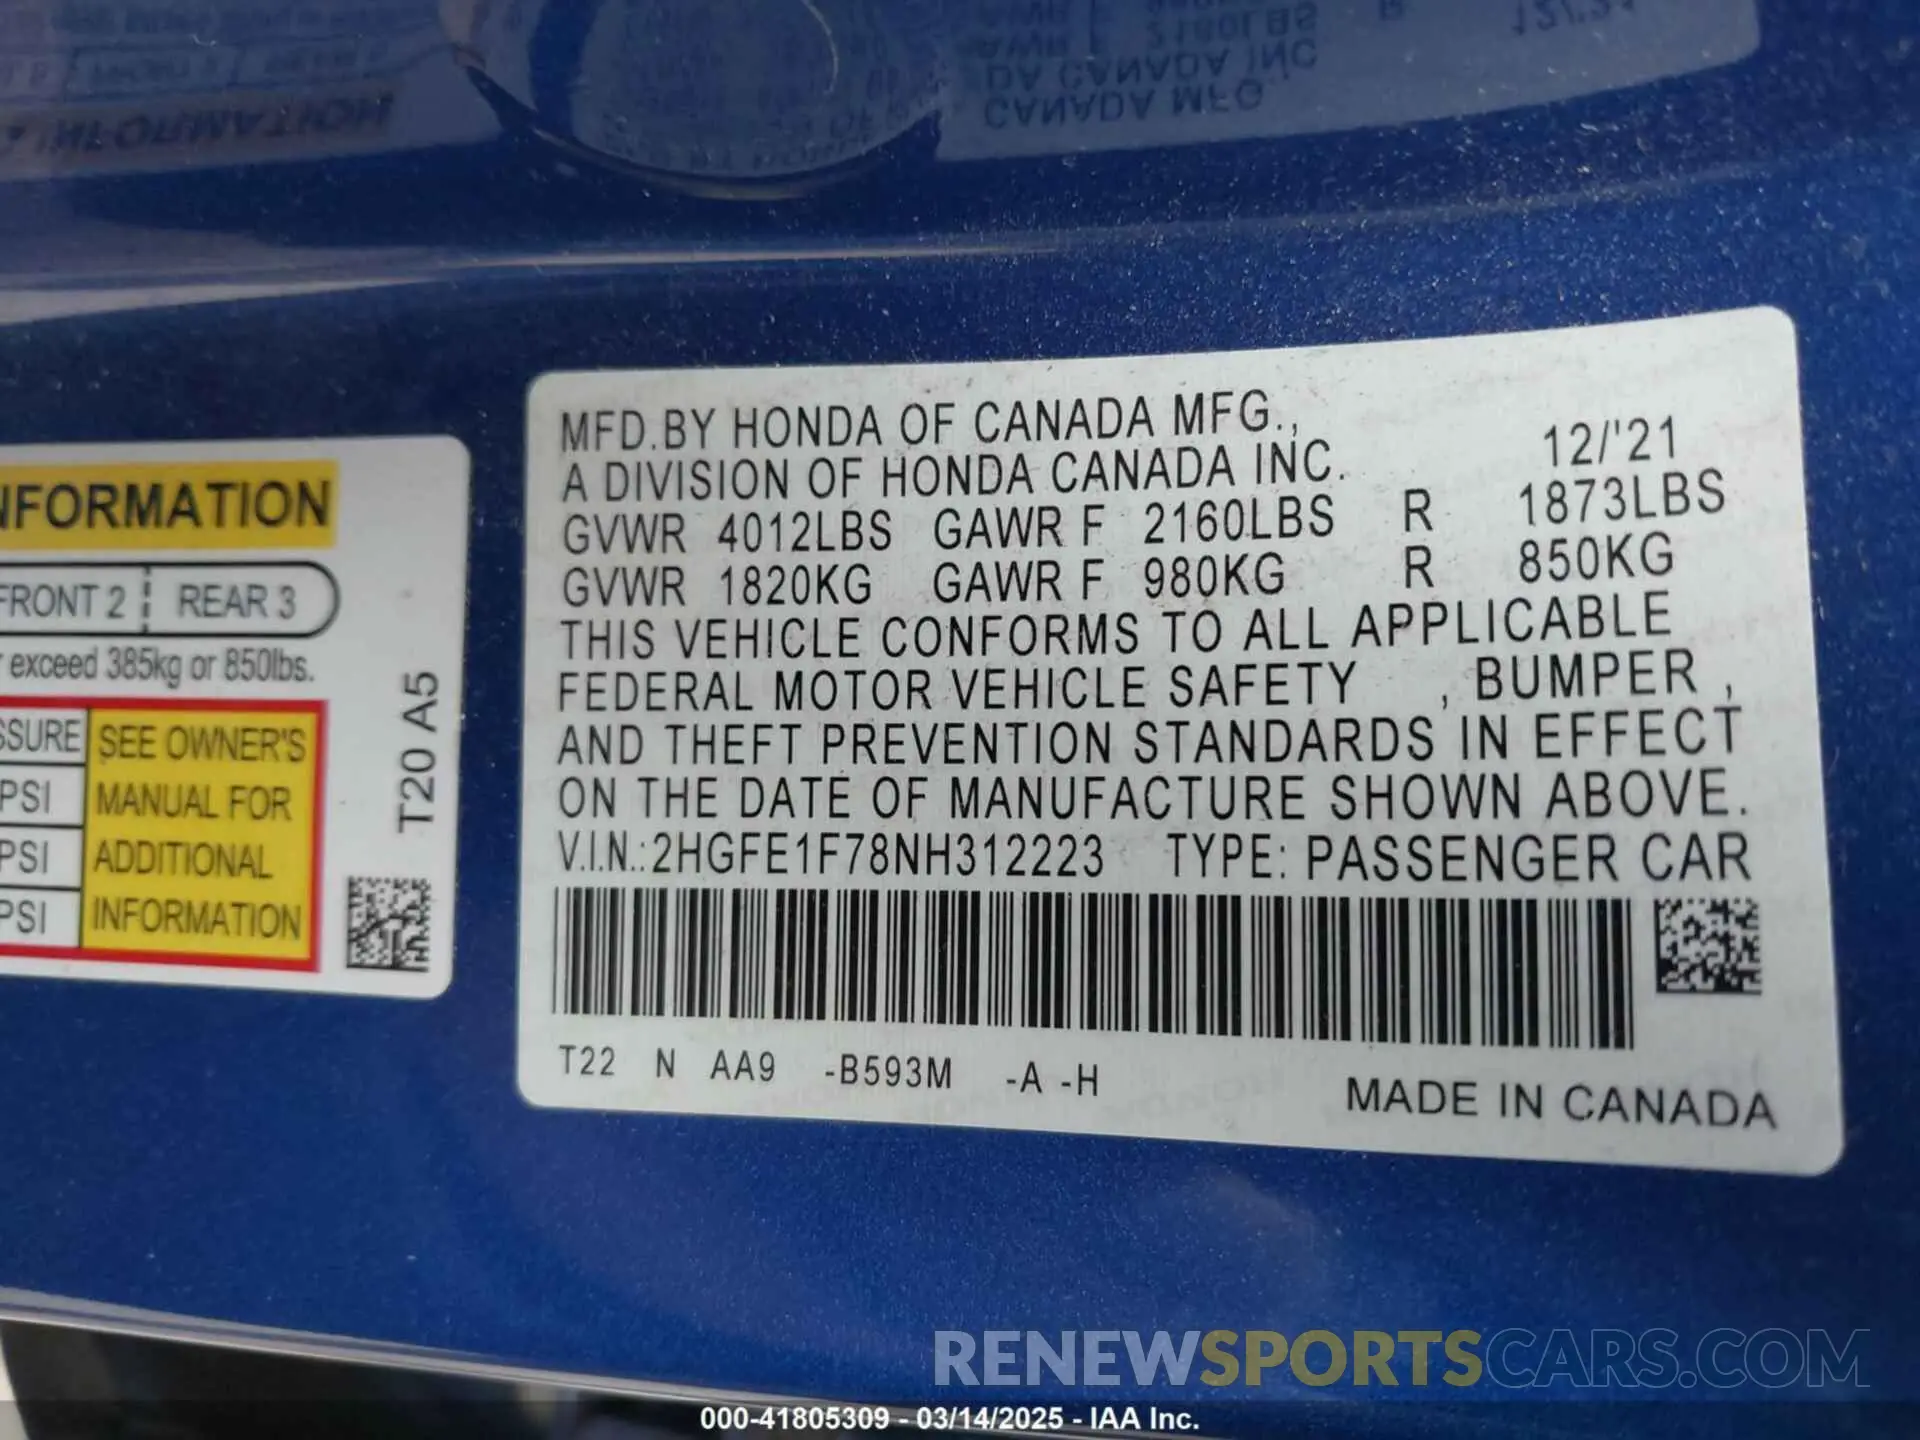 INFORMATION
FRONT 2 REAR 3
exceed 385kg or 850lbs.
SEE OWNER'S
PSI MANUAL FOR
PSI ADDITIONAL
PSI INFORMATION
T20 A5
MFD.BY HONDA OF CANADA MFG.,
A DIVISION OF HONDA CANADA INC. 12/'21
GVWR 4012LBS GAWR F 2160LBS R 1873LBS
GVWR 1820KG GAWR F 980KG R 850KG
THIS VEHICLE CONFORMS TO ALL APPLICABLE
FEDERAL MOTOR VEHICLE SAFETY , BUMPER ,
AND THEFT PREVENTION STANDARDS IN EFFECT
ON THE DATE OF MANUFACTURE SHOWN ABOVE.
V.I.N.:2HGFE1F78NH312223 TYPE: PASSENGER CAR
T22 N AA9 -B593M -A -H
MADE IN CANADA
RENEWSPORTSCARS.COM
000-41805309 - 03/14/2025 - IAA Inc.